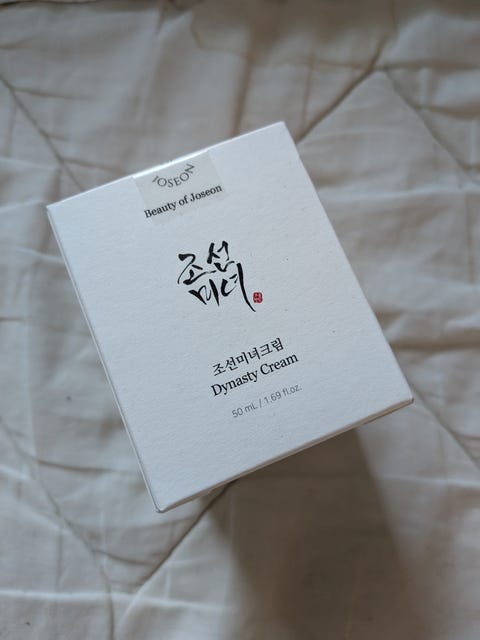 JOSEON
Beauty of Joseon
조선
미녀
조선미녀크림
Dynasty Cream
50 mL / 1.69 fl.oz.